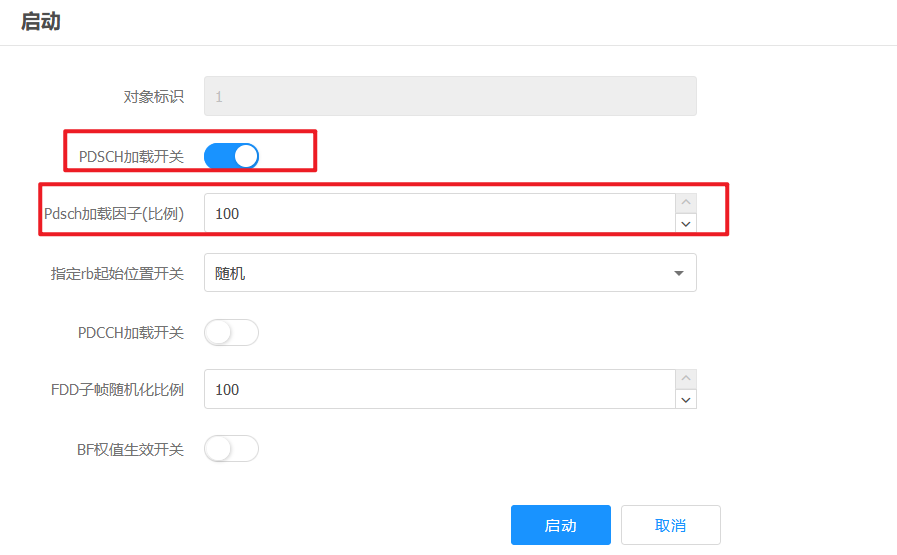 启动
对象标识 1
PDSCH加载开关
Pdsch加载因子(比例) 100
指定rb起始位置开关 随机
PDCCH加载开关
FDD子帧随机化比例 100
BF权值生效开关
启动 取消